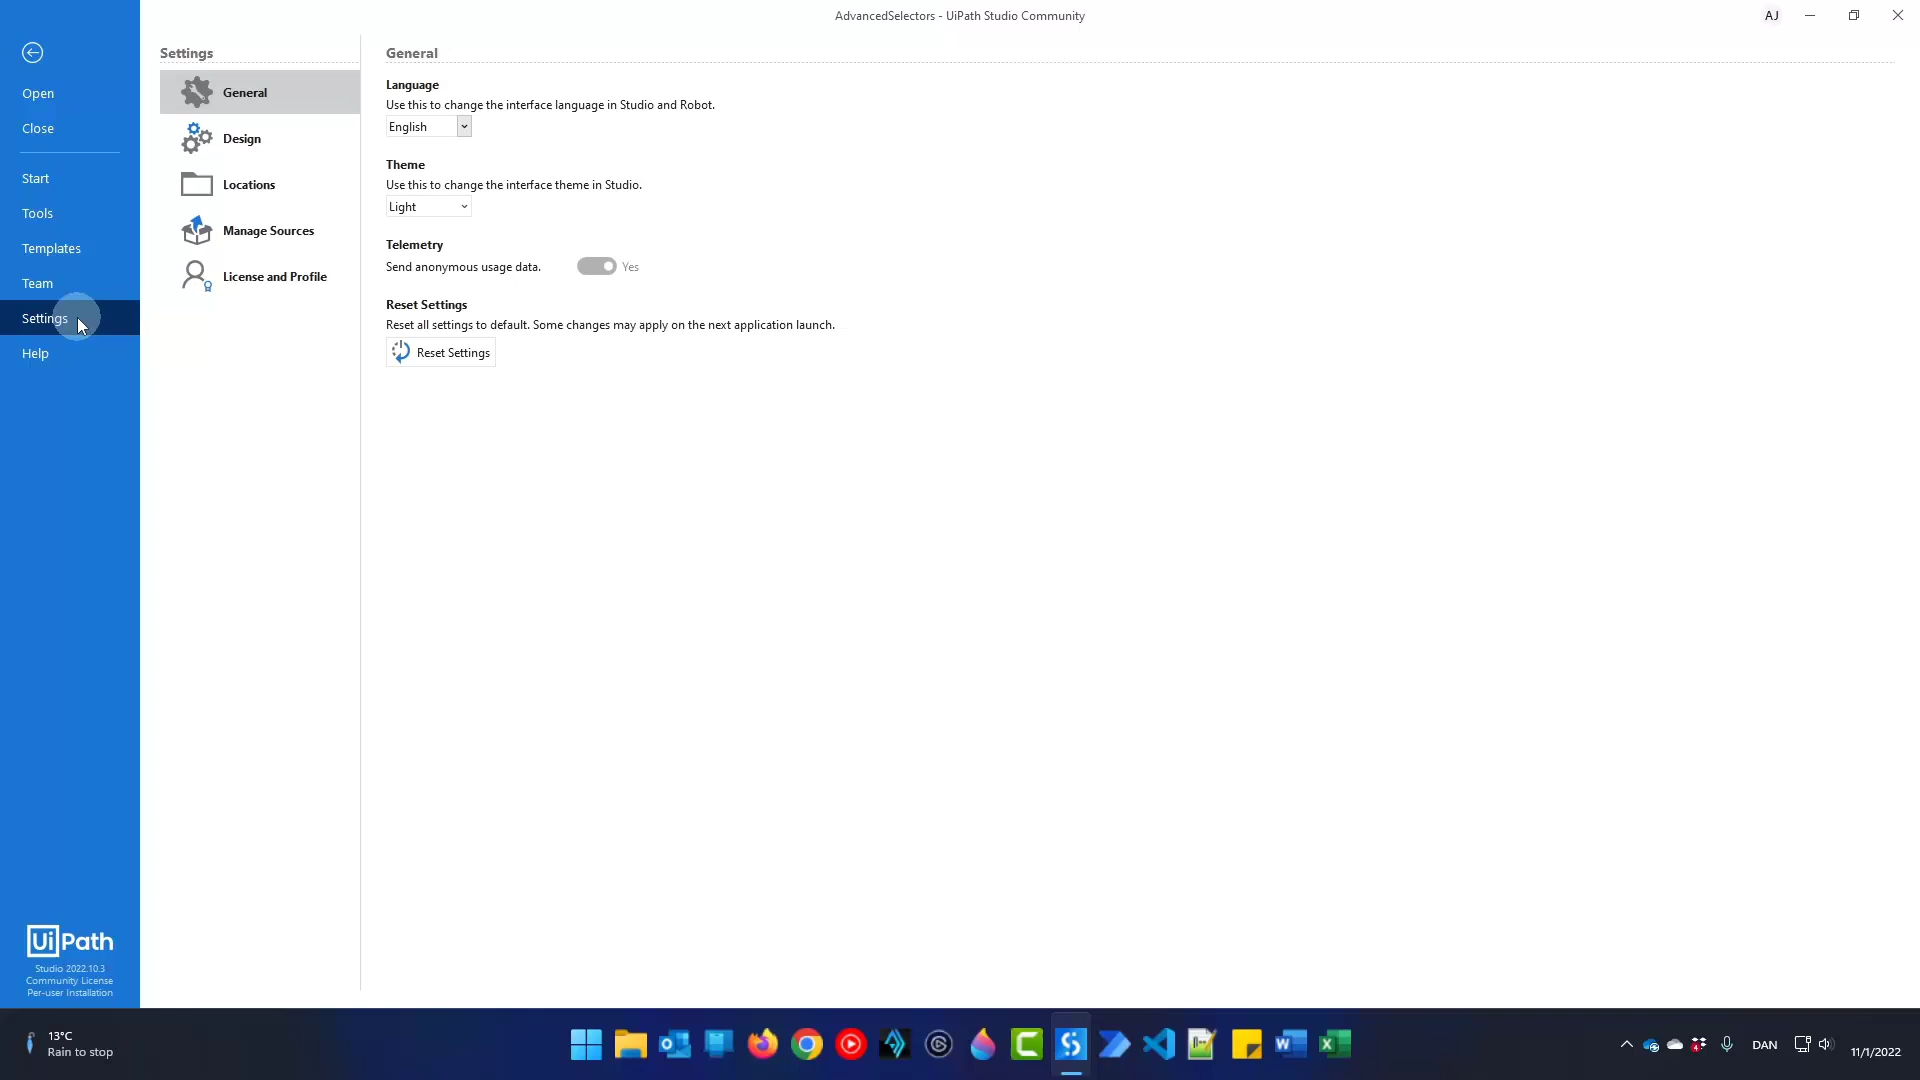 AdvancedSelectors - UiPath Studio Community
AJ
Open
Close
Start
Tools
Templates
Team
Settings
Help
Settings
General
Design
Locations
Manage Sources
License and Profile
General
Language
Use this to change the interface language in Studio and Robot.
English
Theme
Use this to change the interface theme in Studio.
Light
Telemetry
Send anonymous usage data.
Yes
Reset Settings
Reset all settings to default. Some changes may apply on the next application launch.
Reset Settings
UiPath
Studio 2022.10.3
Community License
Per-user Installation
13°C
Rain to stop
DAN
11/1/2022